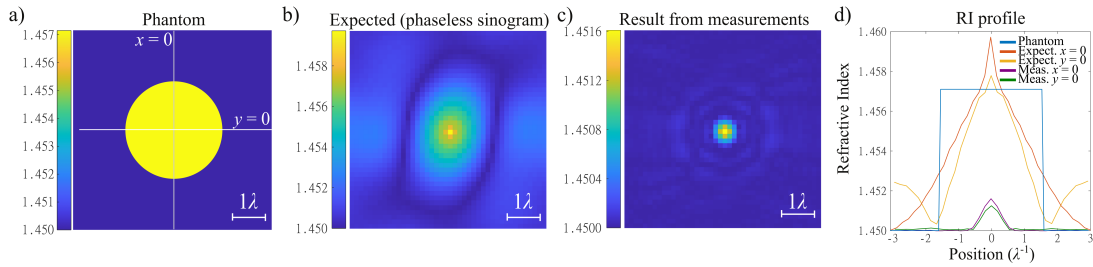 a) Phantom
1.457
1.456
1.455
1.454
1.453
1.452
1.451
1.450
x = 0
y = 0
1λ
b) Expected (phaseless sinogram)
1.458
1.456
1.454
1.452
1.450
1λ
c) Result from measurements
1.4516
1.4508
1.4500
1λ
d) RI profile
1.460
1.458
1.456
1.454
1.452
1.450
Refractive Index
Phantom
Expect. x = 0
Expect. y = 0
Meas. x = 0
Meas. y = 0
-3 -2 -1 0 1 2 3
Position (λ⁻¹)